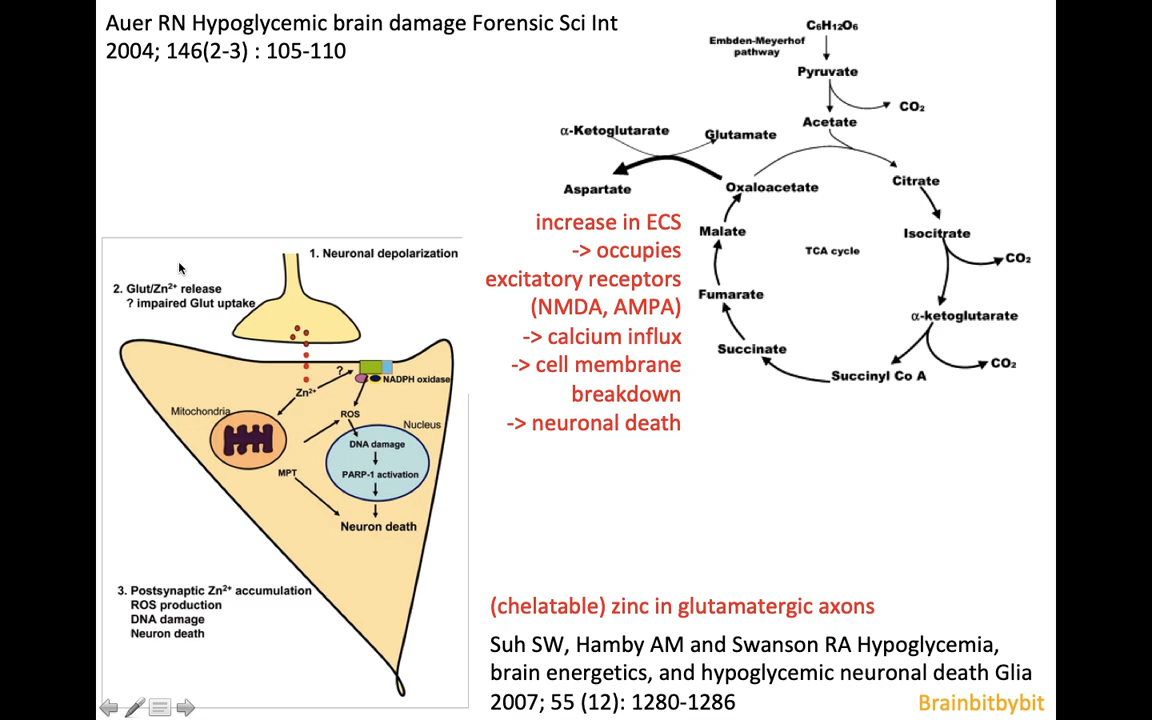 Auer RN Hypoglycemic brain damage Forensic Sci Int
2004; 146(2-3) : 105-110
C₆H₁₂O₆
Embden-Meyerhof
pathway
Pyruvate
CO₂
Acetate
α-Ketoglutarate
Glutamate
Aspartate
Oxaloacetate
Citrate
Malate
Isocitrate
TCA cycle
CO₂
Fumarate
α-ketoglutarate
Succinate
CO₂
Succinyl Co A
increase in ECS
-> occupies
excitatory receptors
(NMDA, AMPA)
-> calcium influx
-> cell membrane
breakdown
-> neuronal death
1. Neuronal depolarization
2. Glut/Zn²⁺ release
? impaired Glut uptake
?
NADPH oxidase
Zn²⁺
Mitochondria
ROS
Nucleus
DNA damage
MPT
PARP-1 activation
Neuron death
3. Postsynaptic Zn²⁺ accumulation
ROS production
DNA damage
Neuron death
(chelatable) zinc in glutamatergic axons
Suh SW, Hamby AM and Swanson RA Hypoglycemia,
brain energetics, and hypoglycemic neuronal death Glia
2007; 55 (12): 1280-1286
Brainbitbybit